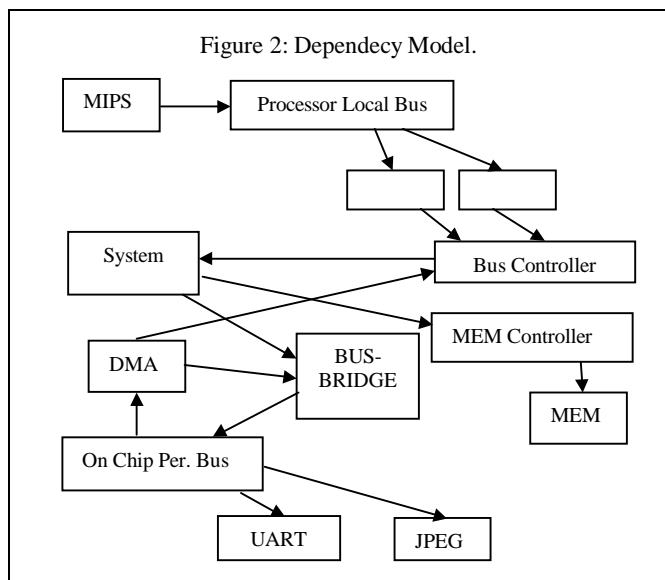 Figure 2: Dependecy Model.
MIPS
Processor Local Bus
System
Bus Controller
MEM Controller
BUS-
BRIDGE
DMA
MEM
On Chip Per. Bus
UART
JPEG